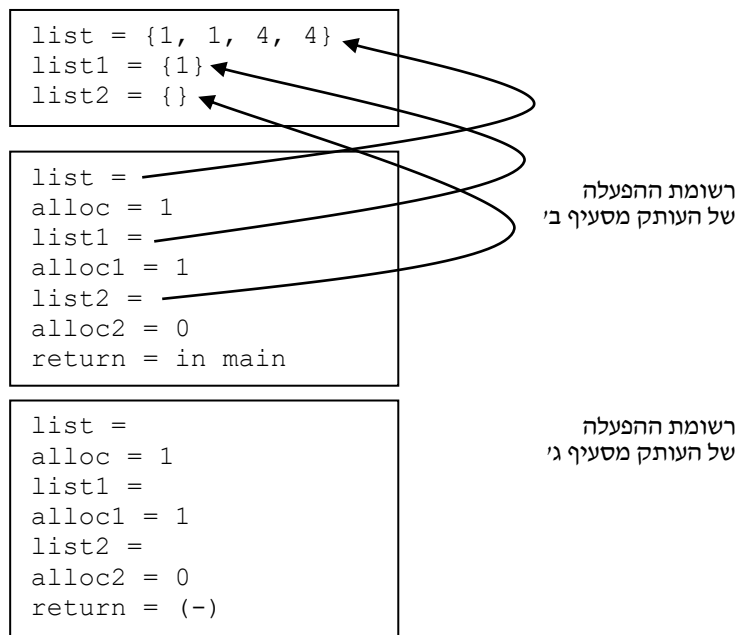 list = {1, 1, 4, 4}
list1 = {1}
list2 = {}
list =
alloc = 1
list1 =
alloc1 = 1
list2 =
alloc2 = 0
return = in main
רשומת ההפעלה
של העותק מסעיף ב׳
list =
alloc = 1
list1 =
alloc1 = 1
list2 =
alloc2 = 0
return = (-)
רשומת ההפעלה
של העותק מסעיף ג׳